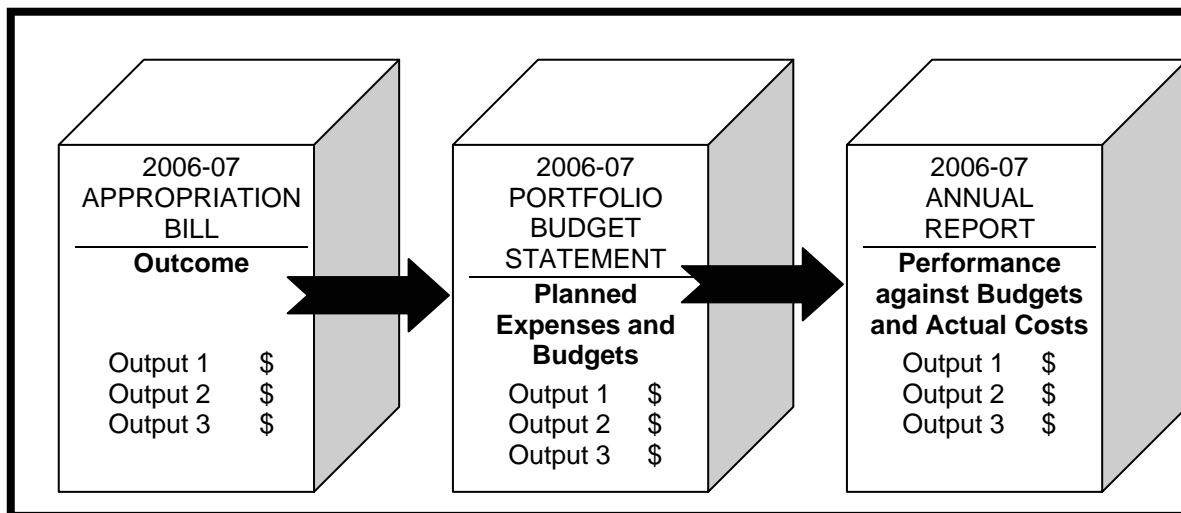 2006-07
APPROPRIATION
BILL
Outcome
Output 1 $
Output 2 $
Output 3 $
2006-07
PORTFOLIO
BUDGET
STATEMENT
Planned
Expenses and
Budgets
Output 1 $
Output 2 $
Output 3 $
2006-07
ANNUAL
REPORT
Performance
against Budgets
and Actual Costs
Output 1 $
Output 2 $
Output 3 $